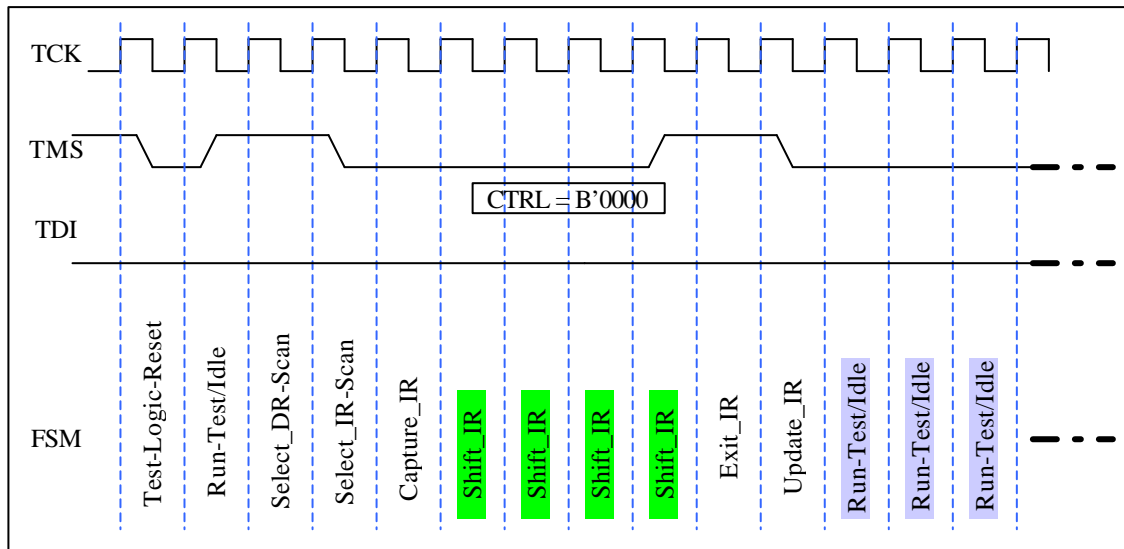 TCK
TMS
CTRL = B’0000
TDI
FSM
Test-Logic-Reset
Run-Test/Idle
Select_DR-Scan
Select_IR-Scan
Capture_IR
Shift_IR
Shift_IR
Shift_IR
Shift_IR
Exit_IR
Update_IR
Run-Test/Idle
Run-Test/Idle
Run-Test/Idle